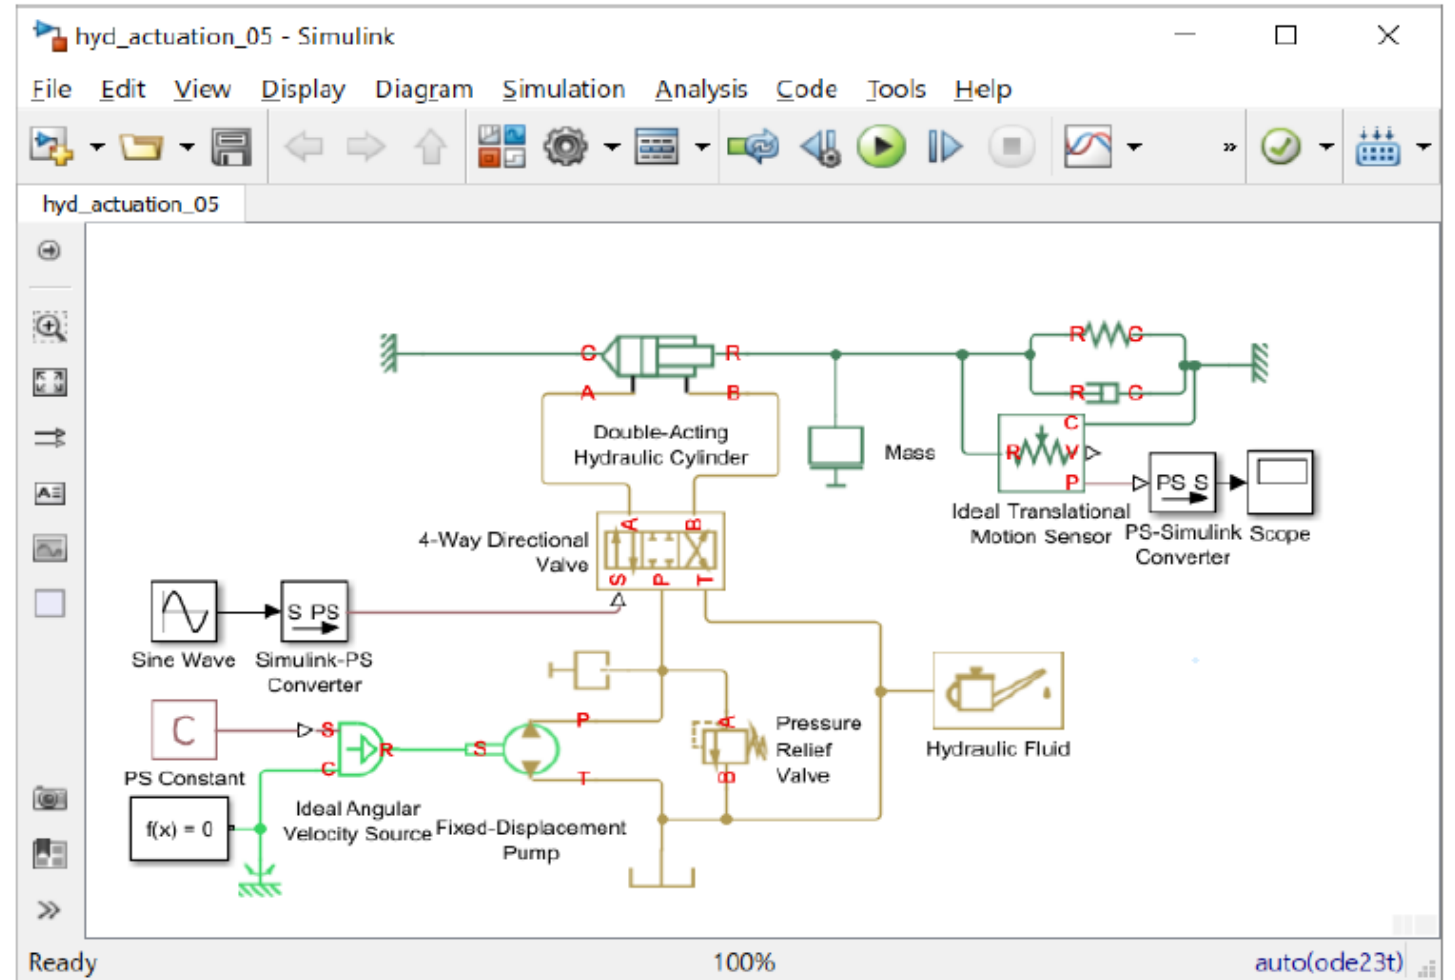 hyd_actuation_05 - Simulink
File Edit View Display Diagram Simulation Analysis Code Tools Help
»
hyd_actuation_05
C R R C
A B R C
Double-Acting
Hydraulic Cylinder
C
R V
P
Mass
PS S
Ideal Translational
Motion Sensor
PS-Simulink
Converter
Scope
A B
4-Way Directional
Valve
S P T
S PS
Sine Wave
Simulink-PS
Converter
C
S
R
C
PS Constant
S
P
T
A
B
Pressure
Relief
Valve
Hydraulic Fluid
f(x) = 0
Ideal Angular
Velocity Source
Fixed-Displacement
Pump
Ready 100% auto(ode23t)